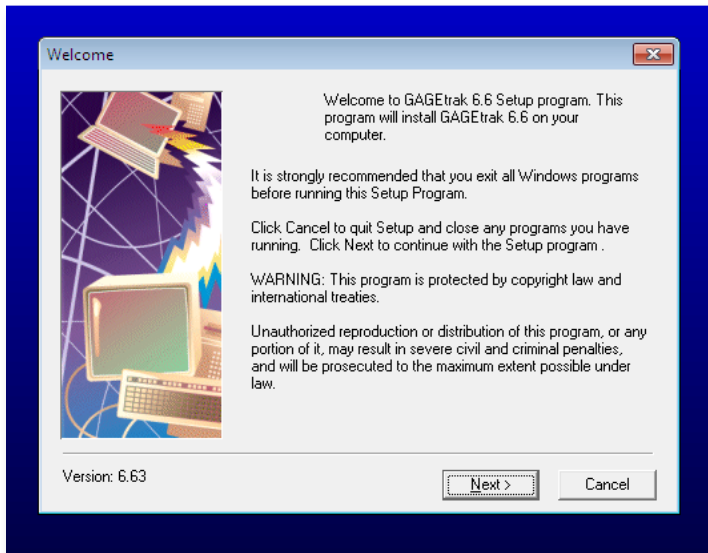 Welcome
Welcome to GAGEtrak 6.6 Setup program. This
program will install GAGEtrak 6.6 on your
computer.
It is strongly recommended that you exit all Windows programs
before running this Setup Program.
Click Cancel to quit Setup and close any programs you have
running. Click Next to continue with the Setup program .
WARNING: This program is protected by copyright law and
international treaties.
Unauthorized reproduction or distribution of this program, or any
portion of it, may result in severe civil and criminal penalties,
and will be prosecuted to the maximum extent possible under
law.
Version: 6.63
Next >
Cancel